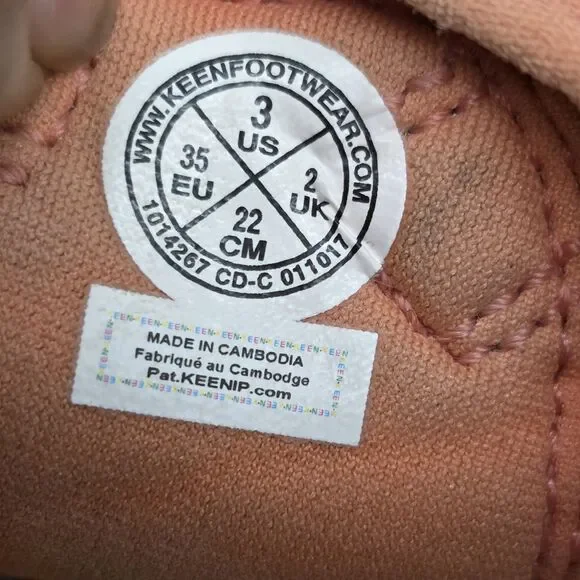 WWW.KEENFOOTWEAR.COM
3
US
35
EU
2
UK
22
CM
1014267 CD-C 011017
MADE IN CAMBODIA
Fabriqué au Cambodge
Pat.KEENIP.com